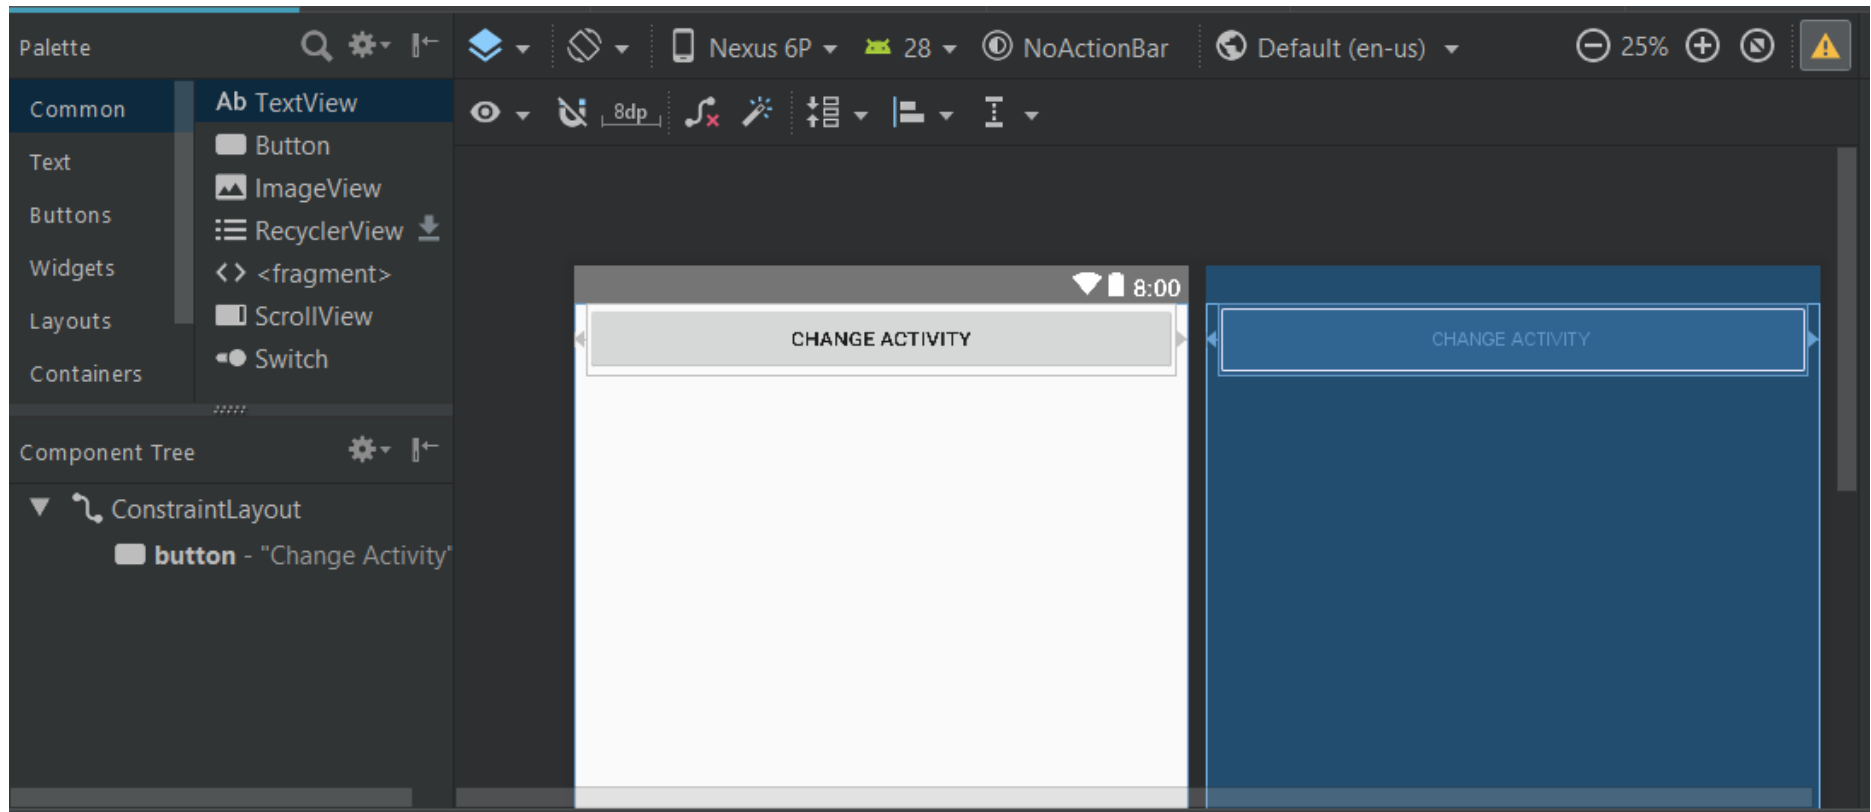 Palette
Nexus 6P
28
NoActionBar
Default (en-us)
25%
Common
Text
Buttons
Widgets
Layouts
Containers
Ab TextView
Button
ImageView
RecyclerView
<fragment>
ScrollView
Switch
8dp
8:00
CHANGE ACTIVITY
CHANGE ACTIVITY
Component Tree
ConstraintLayout
button - "Change Activity"